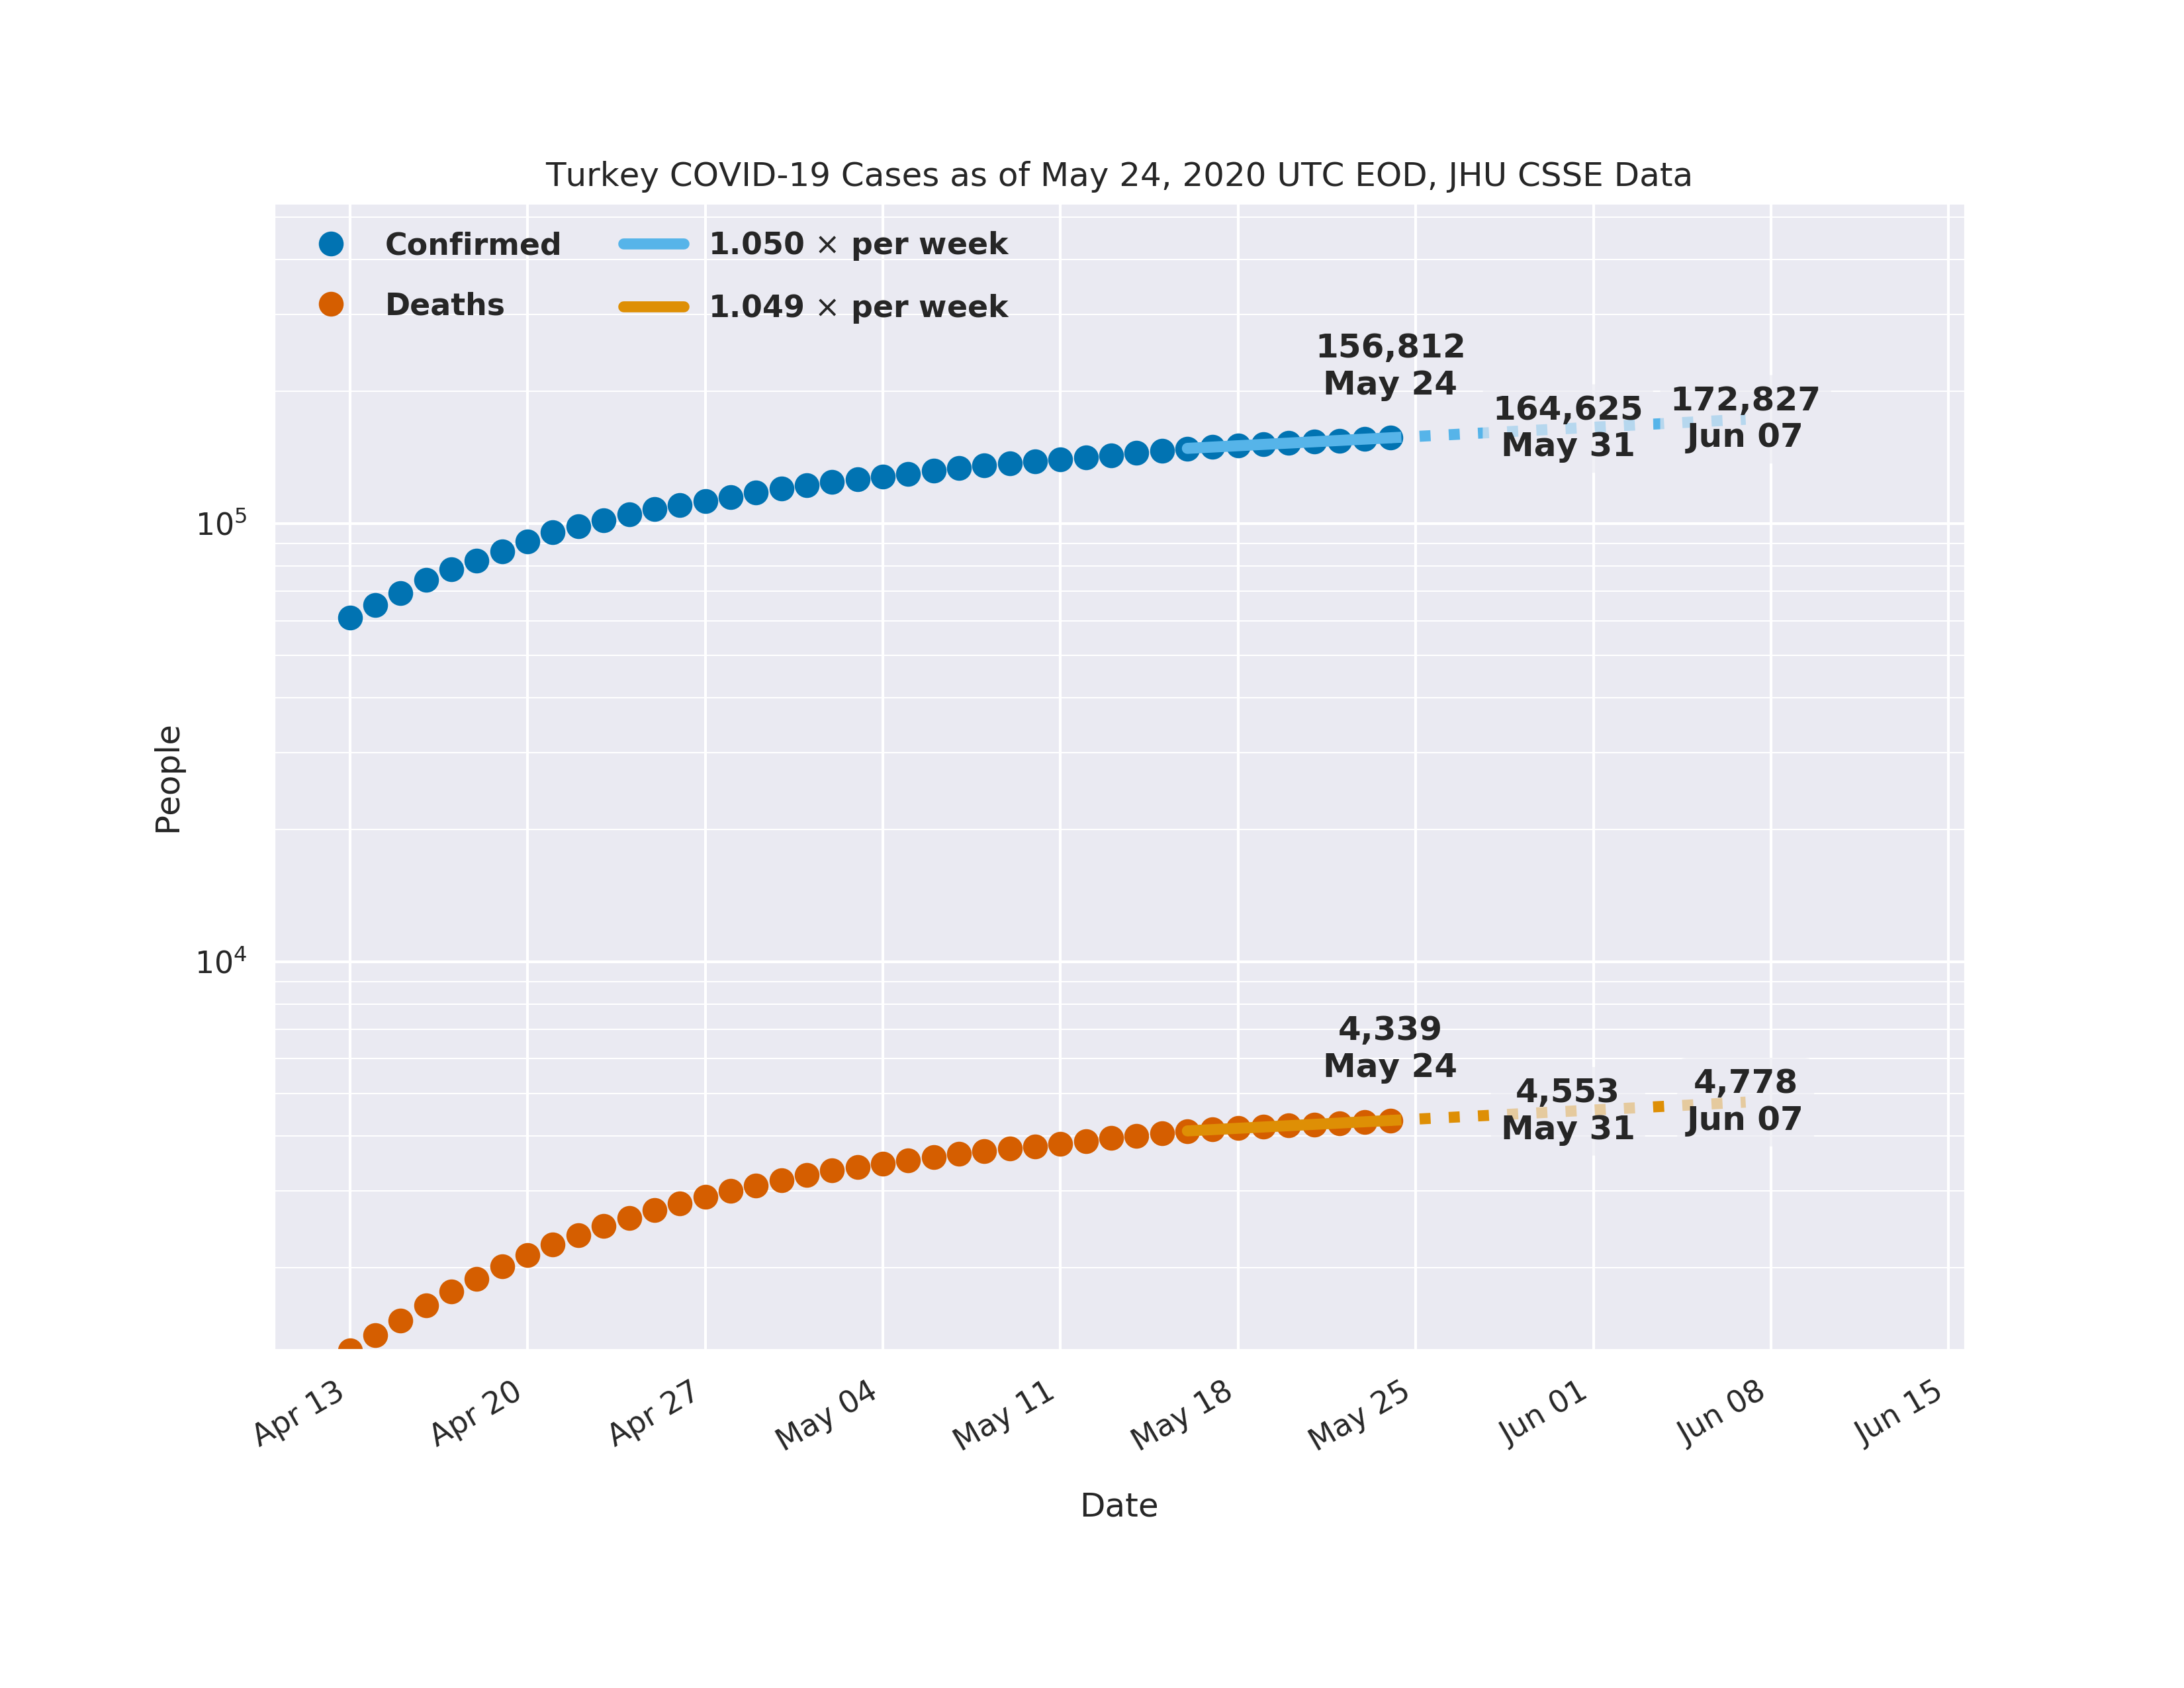 Turkey COVID-19 Cases as of May 24, 2020 UTC EOD, JHU CSSE Data
Confirmed
Deaths
1.050 × per week
1.049 × per week
156,812
May 24
164,625
May 31
172,827
Jun 07
10⁵
People
10⁴
4,339
May 24
4,553
May 31
4,778
Jun 07
Apr 13
Apr 20
Apr 27
May 04
May 11
May 18
May 25
Jun 01
Jun 08
Jun 15
Date